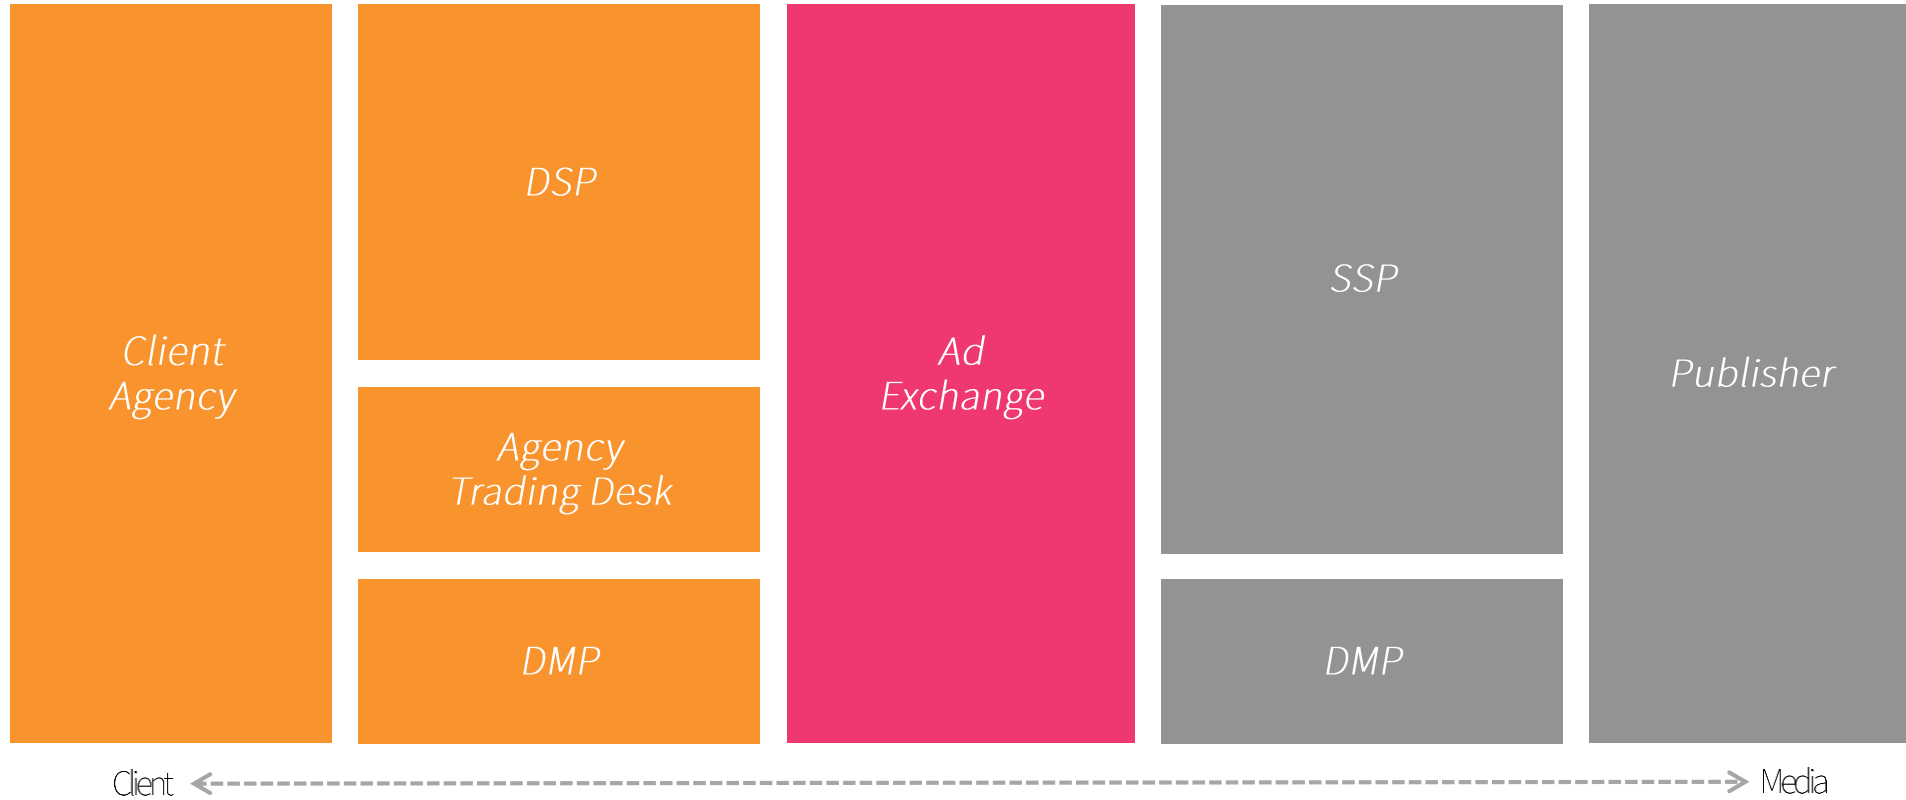 Client
Agency
DSP
Agency
Trading Desk
DMP
Ad
Exchange
SSP
DMP
Publisher
Client
Media